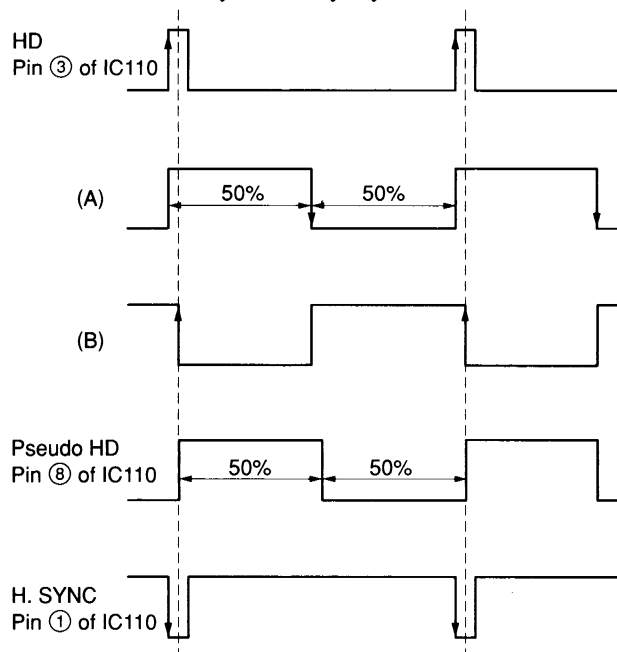 HD
Pin ③ of IC110
(A)
50% 50%
(B)
Pseudo HD
Pin ⑧ of IC110
50% 50%
H. SYNC
Pin ① of IC110